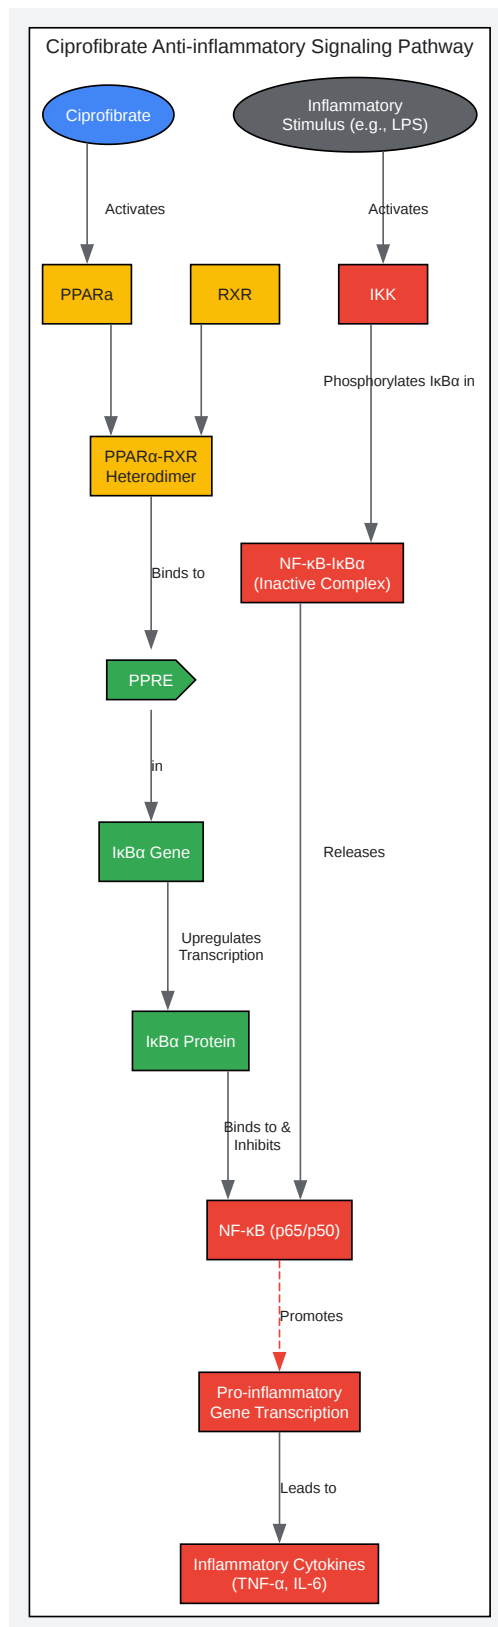 Ciprofibrate Anti-inflammatory Signaling Pathway
Ciprofibrate
Inflammatory
Stimulus (e.g., LPS)
Activates
Activates
PPARa
RXR
IKK
Phosphorylates IκBα in
PPARα-RXR
Heterodimer
NF-κB-IκBα
(Inactive Complex)
Binds to
PPRE
in
IκBα Gene
Releases
Upregulates
Transcription
IκBα Protein
Binds to &
Inhibits
NF-κB (p65/p50)
Promotes
Pro-inflammatory
Gene Transcription
Leads to
Inflammatory Cytokines
(TNF-α, IL-6)